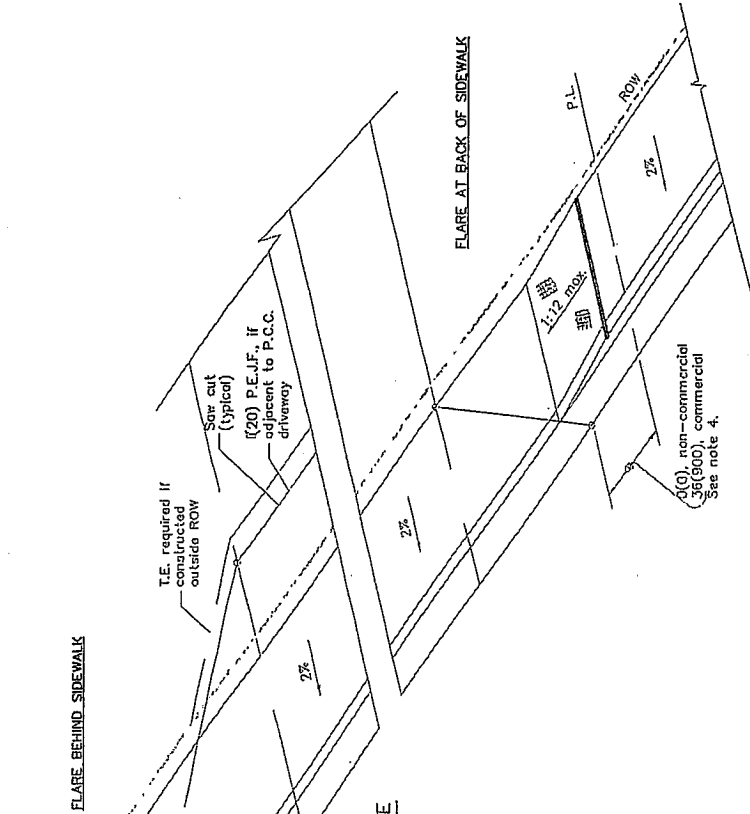 FLARE BEHIND SIDEWALK
T.E. required if
constructed
outside ROW
Saw cut
(typical)
1(20) P.E.J.F., if
adjacent to P.C.C.
driveway
2%
2%
FLARE AT BACK OF SIDEWALK
P.L.
ROW
2%
1:12 max.
0(0), non-commercial
36(900), commercial
See note 4.
E